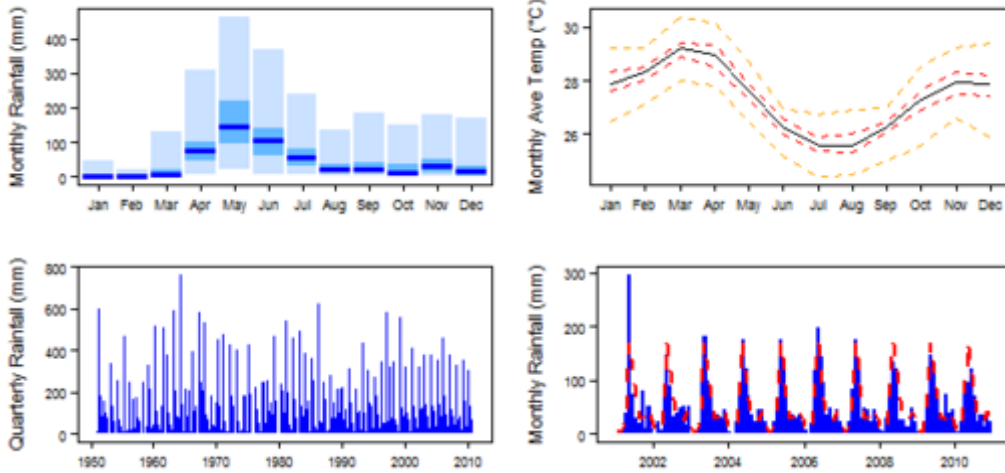 Monthly Rainfall (mm)
400
300
200
100
0
Jan Feb Mar Apr May Jun Jul Aug Sep Oct Nov Dec
Monthly Ave Temp (°C)
30
28
26
Jan Feb Mar Apr May Jun Jul Aug Sep Oct Nov Dec
Quarterly Rainfall (mm)
800
600
400
200
0
1950 1960 1970 1980 1990 2000 2010
Monthly Rainfall (mm)
300
200
100
0
2002 2004 2006 2008 2010